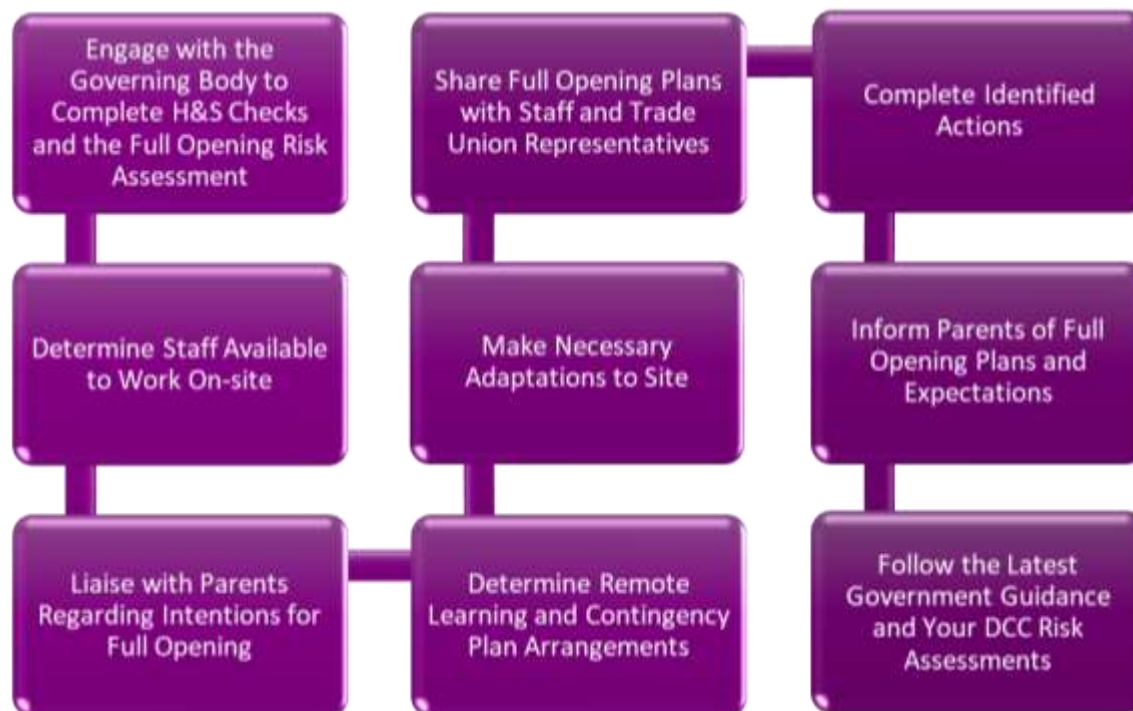 Engage with the
Governing Body to
Complete H&S Checks
and the Full Opening Risk
Assessment
Determine Staff Available
to Work On-site
Liaise with Parents
Regarding Intentions for
Full Opening
Determine Remote
Learning and Contingency
Plan Arrangements
Make Necessary
Adaptations to Site
Share Full Opening Plans
with Staff and Trade
Union Representatives
Complete Identified
Actions
Inform Parents of Full
Opening Plans and
Expectations
Follow the Latest
Government Guidance
and Your DCC Risk
Assessments